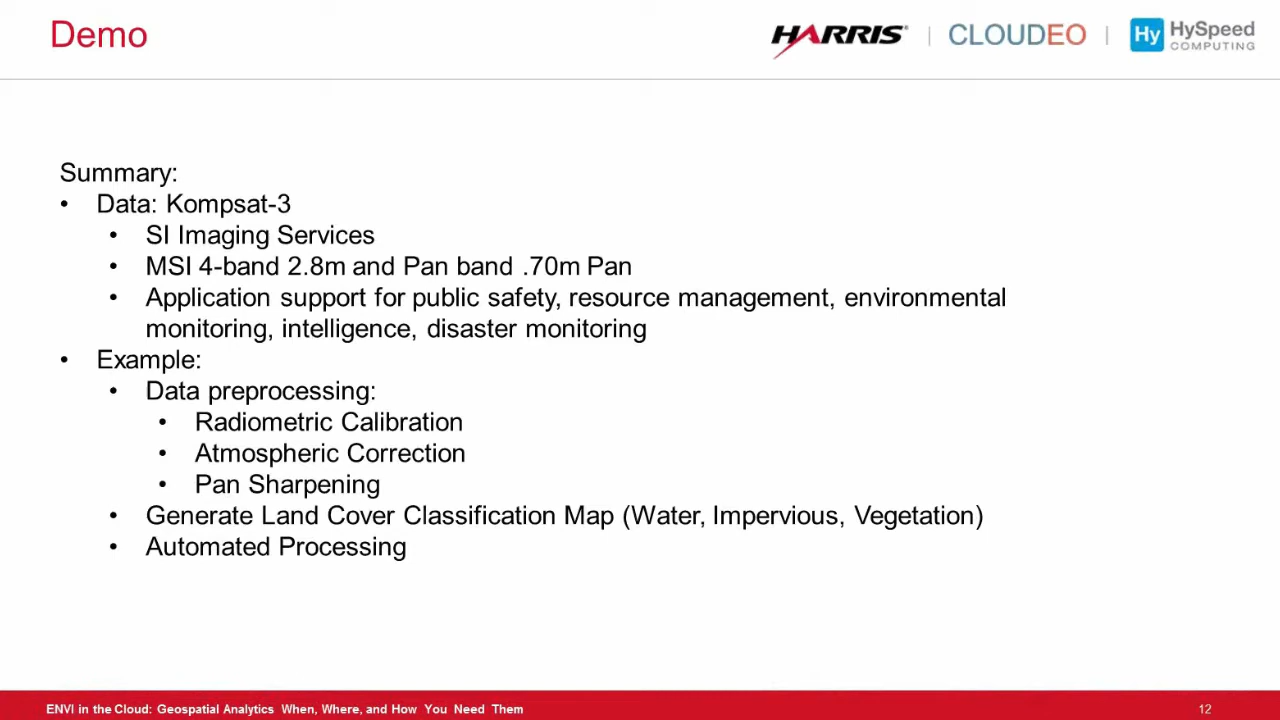 Demo
HARRIS | CLOUDEO | Hy HySpeed COMPUTING
Summary:
• Data: Kompsat-3
• SI Imaging Services
• MSI 4-band 2.8m and Pan band .70m Pan
• Application support for public safety, resource management, environmental
monitoring, intelligence, disaster monitoring
• Example:
• Data preprocessing:
• Radiometric Calibration
• Atmospheric Correction
• Pan Sharpening
• Generate Land Cover Classification Map (Water, Impervious, Vegetation)
• Automated Processing
ENVI in the Cloud: Geospatial Analytics When, Where, and How You Need Them
12